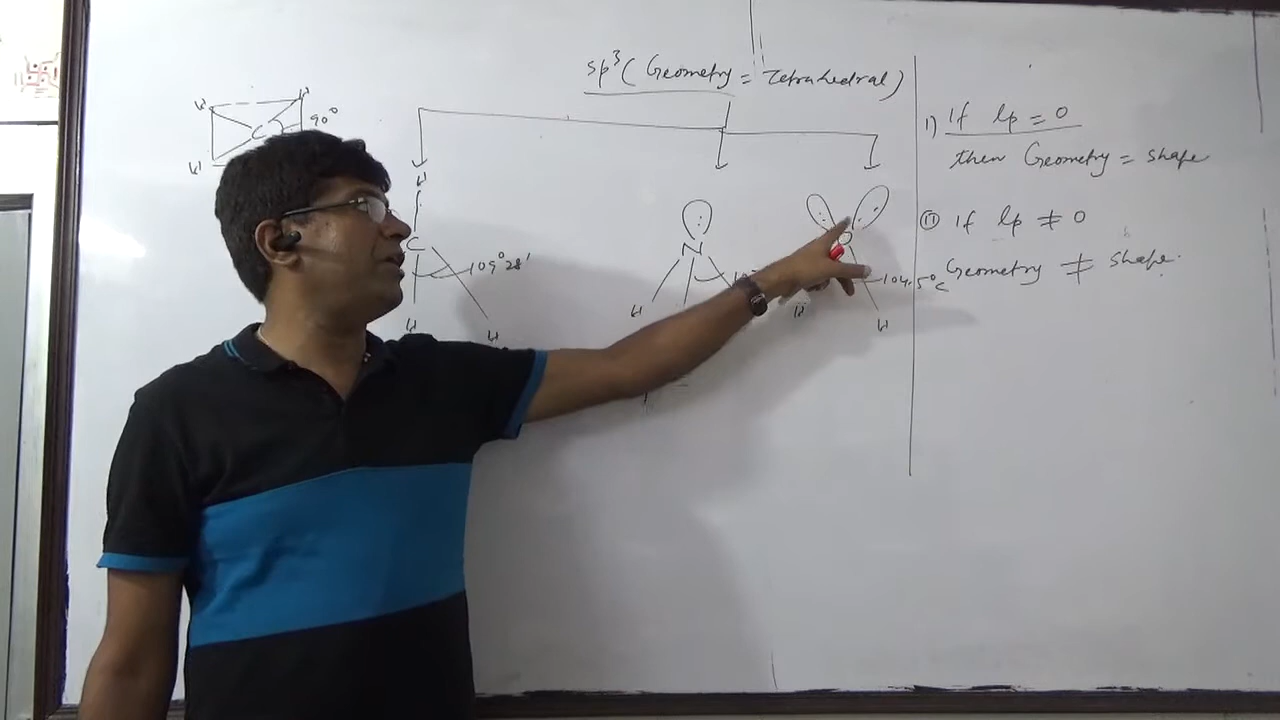 sp³ ( Geometry = Tetrahedral )
H H
C 90°
H
H
C 109°28'
H H
N
H
O
104.5°C
H H
I) If lp = 0
then Geometry = shape
II) If lp ≠ 0
Geometry ≠ shape.